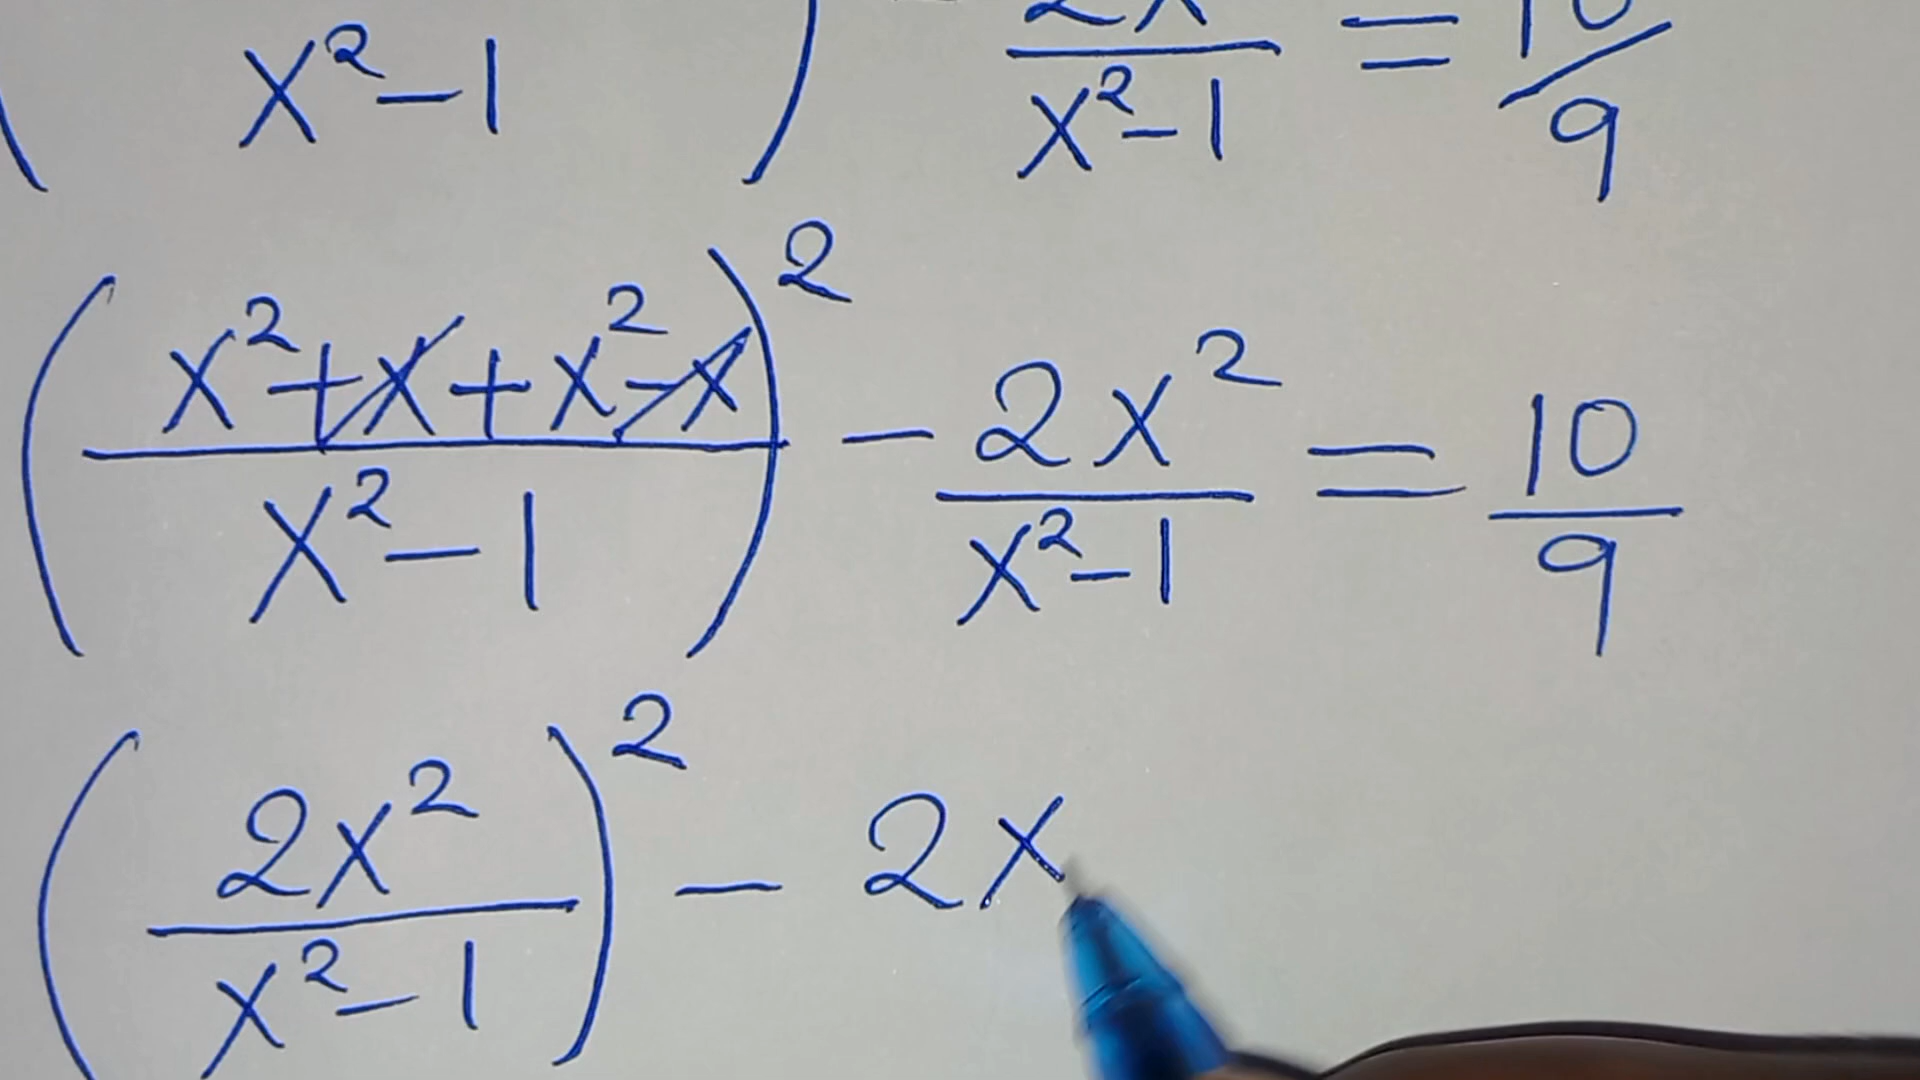 ( x² - 1 ) - 2x / x² - 1 = 10/9
( x² + x + x² - x / x² - 1 )² - 2x² / x² - 1 = 10 / 9
( 2x² / x² - 1 )² - 2x